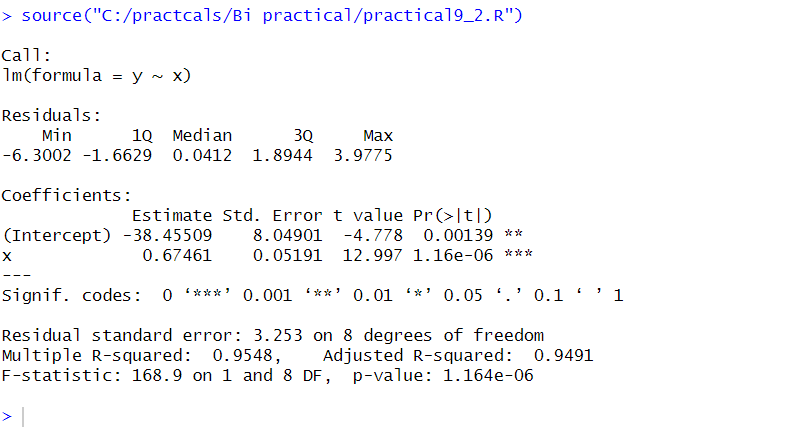 > source("C:/practcals/Bi practical/practical9_2.R")
Call:
lm(formula = y ~ x)
Residuals:
    Min      1Q  Median      3Q     Max
-6.3002 -1.6629  0.0412  1.8944  3.9775
Coefficients:
             Estimate Std. Error t value Pr(>|t|)
(Intercept) -38.45509    8.04901  -4.778  0.00139 **
x             0.67461    0.05191  12.997 1.16e-06 ***
---
Signif. codes:  0 ‘***’ 0.001 ‘**’ 0.01 ‘*’ 0.05 ‘.’ 0.1 ‘ ’ 1
Residual standard error: 3.253 on 8 degrees of freedom
Multiple R-squared:  0.9548,    Adjusted R-squared:  0.9491
F-statistic: 168.9 on 1 and 8 DF,  p-value: 1.164e-06
>